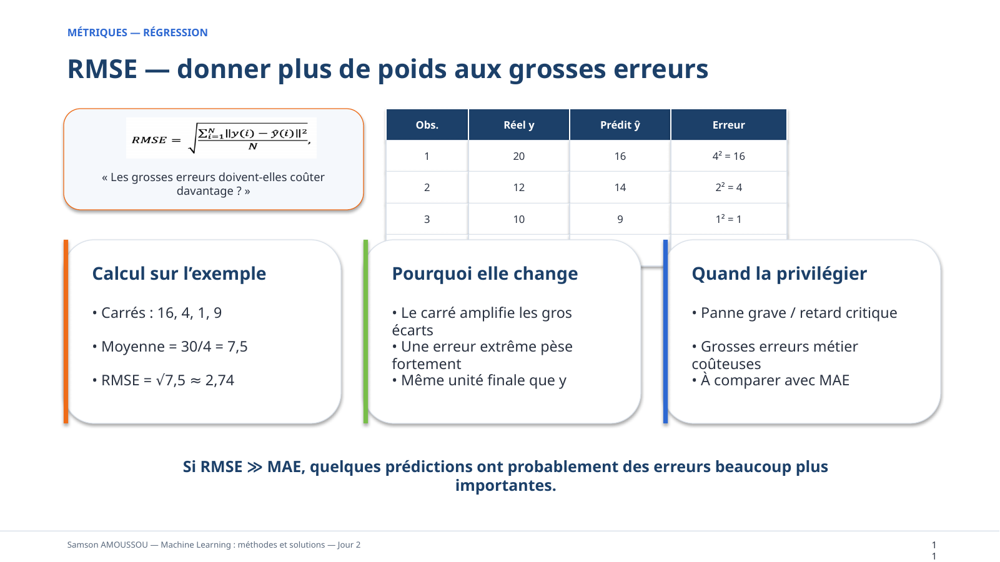 MÉTRIQUES — RÉGRESSION
RMSE — donner plus de poids aux grosses erreurs
RMSE = √(∑ᴺᵢ₌₁‖y(i) − ŷ(i)‖² / N),
« Les grosses erreurs doivent-elles coûter
davantage ? »
Obs. Réel y Prédit ŷ Erreur
1 20 16 4² = 16
2 12 14 2² = 4
3 10 9 1² = 1
Calcul sur l’exemple
• Carrés : 16, 4, 1, 9
• Moyenne = 30/4 = 7,5
• RMSE = √7,5 ≈ 2,74
Pourquoi elle change
• Le carré amplifie les gros
écarts
• Une erreur extrême pèse
fortement
• Même unité finale que y
Quand la privilégier
• Panne grave / retard critique
• Grosses erreurs métier
coûteuses
• À comparer avec MAE
Si RMSE ≫ MAE, quelques prédictions ont probablement des erreurs beaucoup plus
importantes.
Samson AMOUSSOU — Machine Learning : méthodes et solutions — Jour 2
1
1